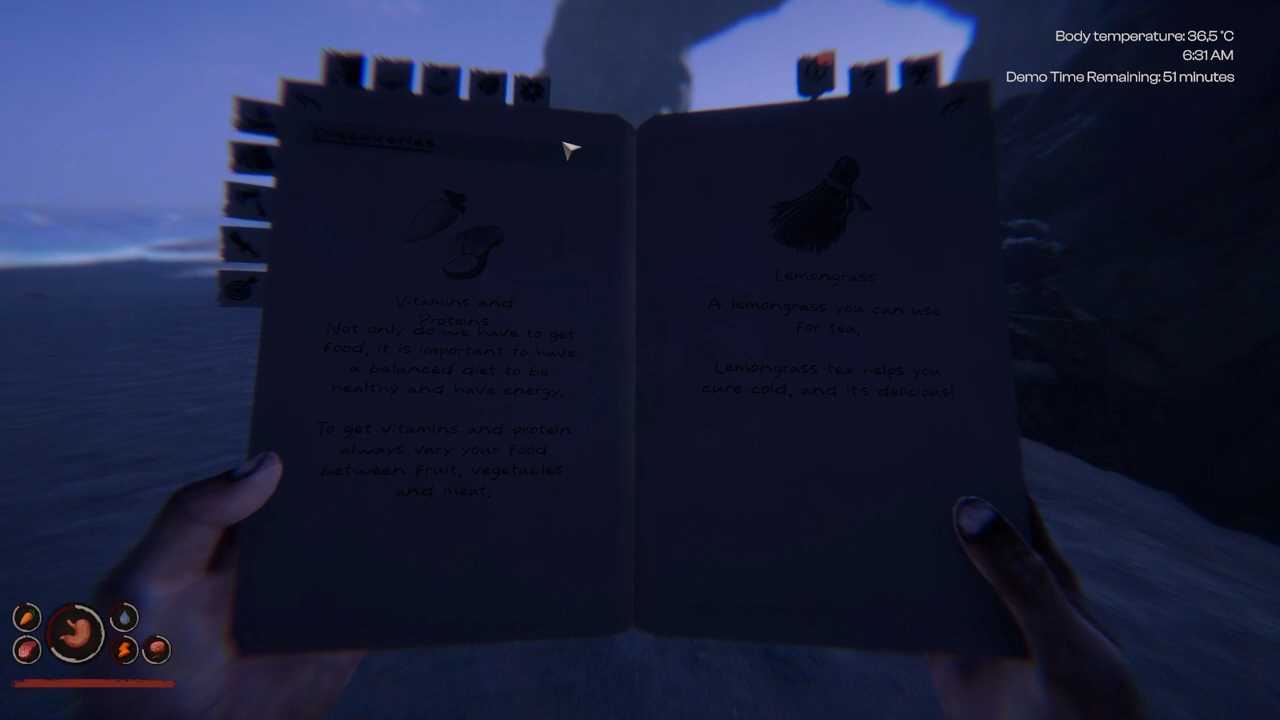 Body temperature: 36,5 °C
6:31 AM
Demo Time Remaining: 51 minutes
Discoveries
Vitamins and
Proteins
Not only do we have to get
food, it is important to have
a balanced diet to be
healthy and have energy.
To get vitamins and protein
always vary your food
between fruit, vegetables
and meat.
Lemongrass
A lemongrass you can use
for tea.
Lemongrass tea helps you
cure cold, and its delicious!